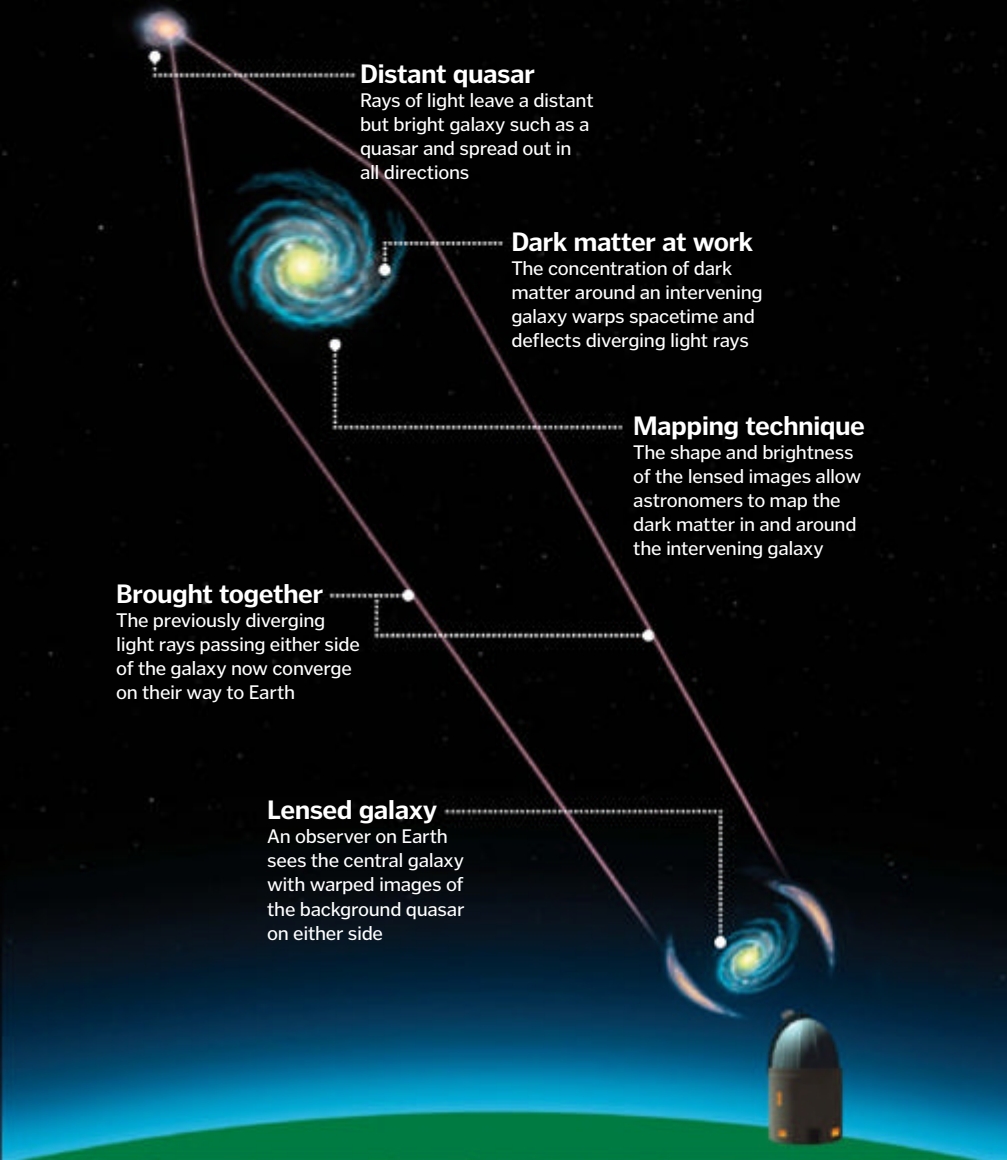 Distant quasar
Rays of light leave a distant
but bright galaxy such as a
quasar and spread out in
all directions
Dark matter at work
The concentration of dark
matter around an intervening
galaxy warps spacetime and
deflects diverging light rays
Mapping technique
The shape and brightness
of the lensed images allow
astronomers to map the
dark matter in and around
the intervening galaxy
Brought together
The previously diverging
light rays passing either side
of the galaxy now converge
on their way to Earth
Lensed galaxy
An observer on Earth
sees the central galaxy
with warped images of
the background quasar
on either side